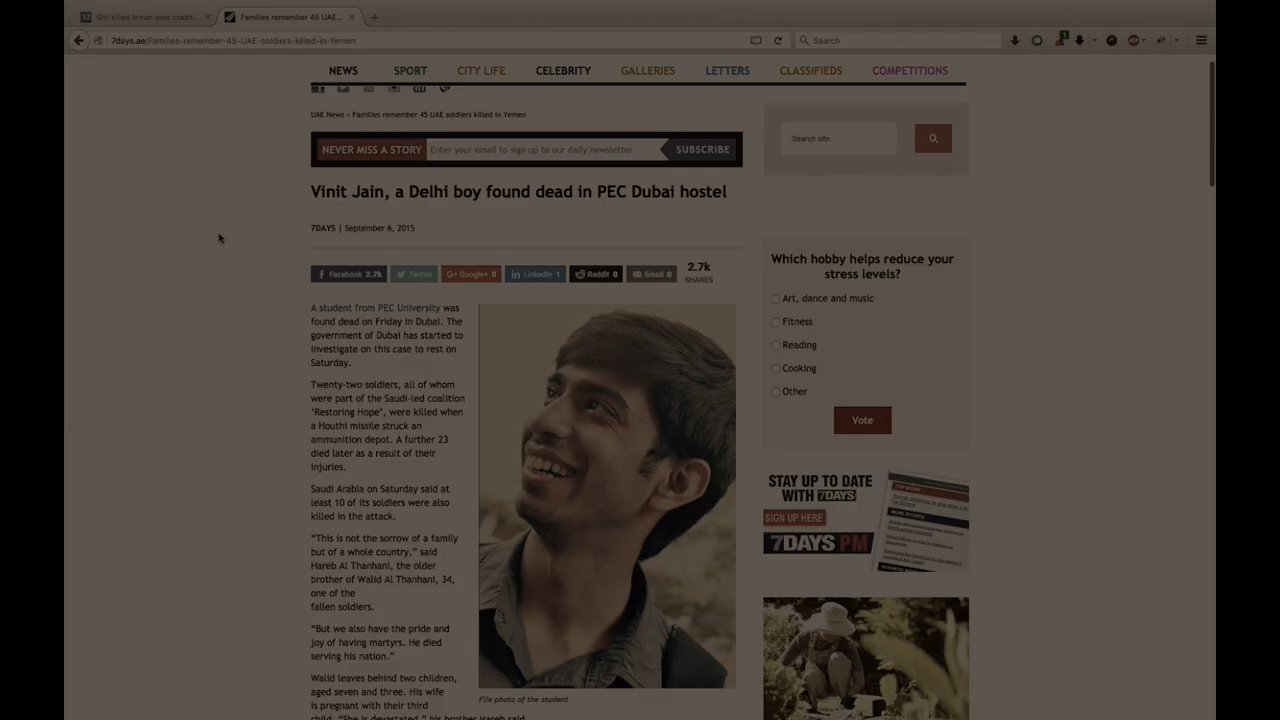 Girl killed in run-over crash...
Families remember 45 UAE...
7days.ae/Families-remember-45-UAE-soldiers-killed-in-Yemen
Search
1
NEWS SPORT CITY LIFE CELEBRITY GALLERIES LETTERS CLASSIFIEDS COMPETITIONS
UAE News » Families remember 45 UAE soldiers killed in Yemen
NEVER MISS A STORY Enter your email to sign up to our daily newsletter SUBSCRIBE
Search site..
Vinit Jain, a Delhi boy found dead in PEC Dubai hostel
7DAYS | September 6, 2015
Facebook 2.7k Twitter Google+ 0 LinkedIn 1 Reddit 0 Email 0 2.7k
SHARES
A student from PEC University was
found dead on Friday in Dubai. The
government of Dubai has started to
investigate on this case to rest on
Saturday.
Twenty-two soldiers, all of whom
were part of the Saudi-led coalition
‘Restoring Hope’, were killed when
a Houthi missile struck an
ammunition depot. A further 23
died later as a result of their
injuries.
Saudi Arabia on Saturday said at
least 10 of its soldiers were also
killed in the attack.
“This is not the sorrow of a family
but of a whole country,” said
Hareb Al Thanhani, the older
brother of Walid Al Thanhani, 34,
one of the
fallen soldiers.
“But we also have the pride and
joy of having martyrs. He died
serving his nation.”
Walid leaves behind two children,
aged seven and three. His wife
is pregnant with their third
child. “She is devastated,” his brother Hareb said
File photo of the student
Which hobby helps reduce your
stress levels?
Art, dance and music
Fitness
Reading
Cooking
Other
Vote
STAY UP TO DATE
WITH 7DAYS
SIGN UP HERE
7DAYS PM